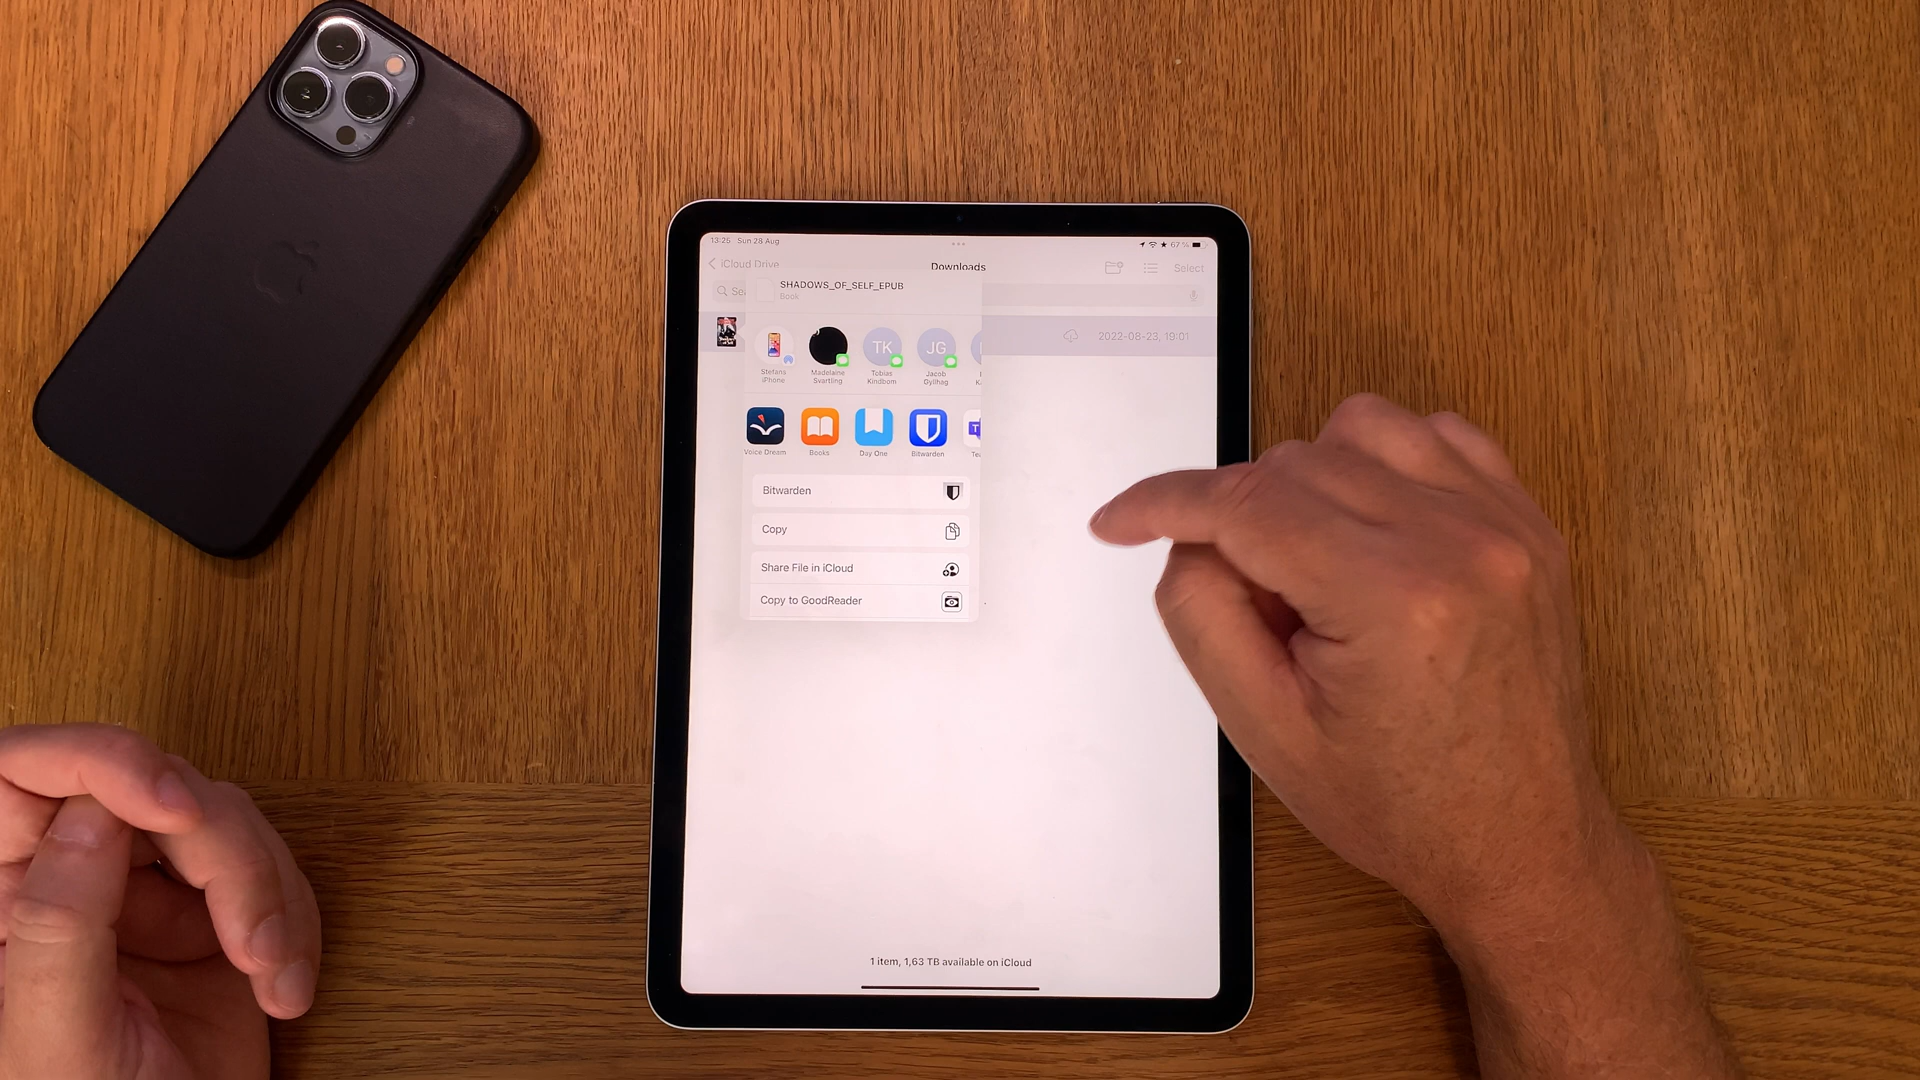 13:25 Sun 28 Aug
67 %
iCloud Drive
Downloads
Select
SHADOWS_OF_SELF_EPUB
Book
2022-08-23, 19:01
TK
JG
Stefans iPhone
Madelaine Svartling
Tobias Kindbom
Jacob Gyllhag
Voice Dream
Books
Day One
Bitwarden
Bitwarden
Copy
Share File in iCloud
Copy to GoodReader
1 item, 1,63 TB available on iCloud